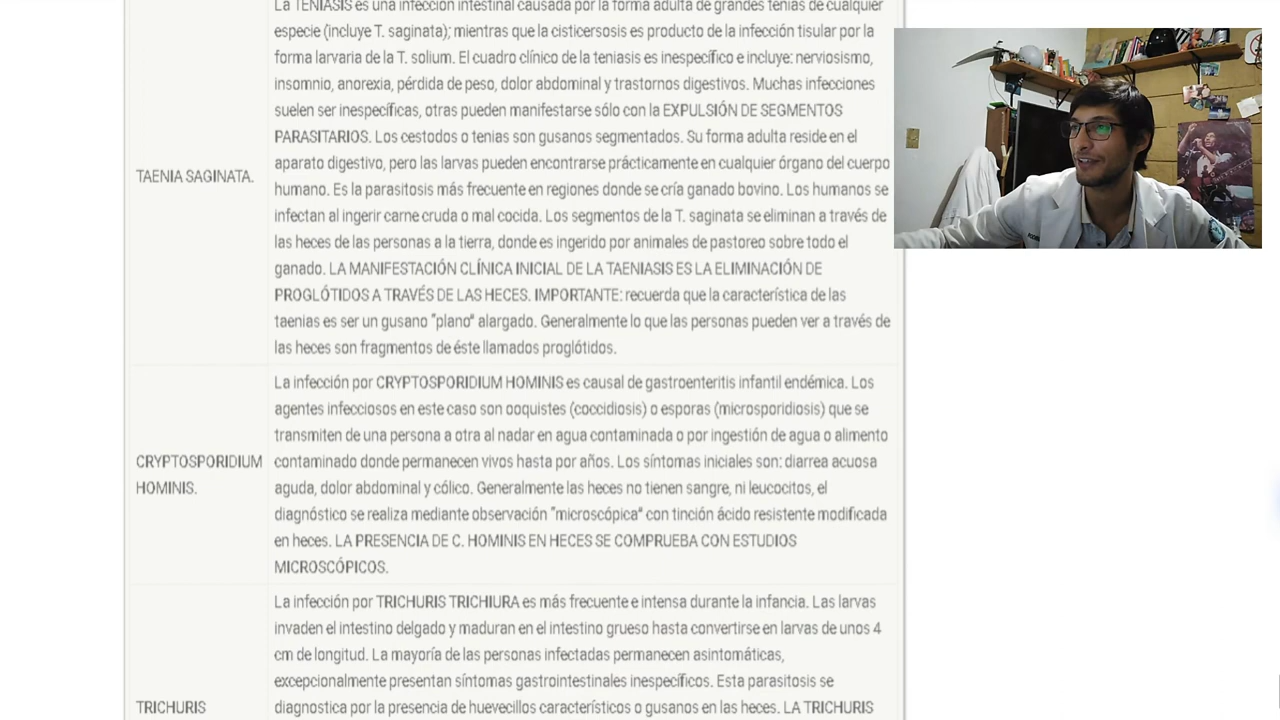 La TENIASIS es una infección intestinal causada por la forma adulta de grandes tenias de cualquier
especie (incluye T. saginata); mientras que la cisticersosis es producto de la infección tisular por la
forma larvaria de la T. solium. El cuadro clínico de la teniasis es inespecífico e incluye: nerviosismo,
insomnio, anorexia, pérdida de peso, dolor abdominal y trastornos digestivos. Muchas infecciones
suelen ser inespecíficas, otras pueden manifestarse sólo con la EXPULSIÓN DE SEGMENTOS
PARASITARIOS. Los cestodos o tenias son gusanos segmentados. Su forma adulta reside en el
aparato digestivo, pero las larvas pueden encontrarse prácticamente en cualquier órgano del cuerpo
TAENIA SAGINATA.
humano. Es la parasitosis más frecuente en regiones donde se cría ganado bovino. Los humanos se
infectan al ingerir carne cruda o mal cocida. Los segmentos de la T. saginata se eliminan a través de
las heces de las personas a la tierra, donde es ingerido por animales de pastoreo sobre todo el
ganado. LA MANIFESTACIÓN CLÍNICA INICIAL DE LA TAENIASIS ES LA ELIMINACIÓN DE
PROGLÓTIDOS A TRAVÉS DE LAS HECES. IMPORTANTE: recuerda que la característica de las
taenias es ser un gusano "plano" alargado. Generalmente lo que las personas pueden ver a través de
las heces son fragmentos de éste llamados proglótidos.
La infección por CRYPTOSPORIDIUM HOMINIS es causal de gastroenteritis infantil endémica. Los
agentes infecciosos en este caso son ooquistes (coccidiosis) o esporas (microsporidiosis) que se
transmiten de una persona a otra al nadar en agua contaminada o por ingestión de agua o alimento
CRYPTOSPORIDIUM
HOMINIS.
contaminado donde permanecen vivos hasta por años. Los síntomas iniciales son: diarrea acuosa
aguda, dolor abdominal y cólico. Generalmente las heces no tienen sangre, ni leucocitos, el
diagnóstico se realiza mediante observación "microscópica" con tinción ácido resistente modificada
en heces. LA PRESENCIA DE C. HOMINIS EN HECES SE COMPRUEBA CON ESTUDIOS
MICROSCÓPICOS.
La infección por TRICHURIS TRICHIURA es más frecuente e intensa durante la infancia. Las larvas
invaden el intestino delgado y maduran en el intestino grueso hasta convertirse en larvas de unos 4
cm de longitud. La mayoría de las personas infectadas permanecen asintomáticas,
excepcionalmente presentan síntomas gastrointestinales inespecíficos. Esta parasitosis se
TRICHURIS
diagnostica por la presencia de huevecillos característicos o gusanos en las heces. LA TRICHURIS